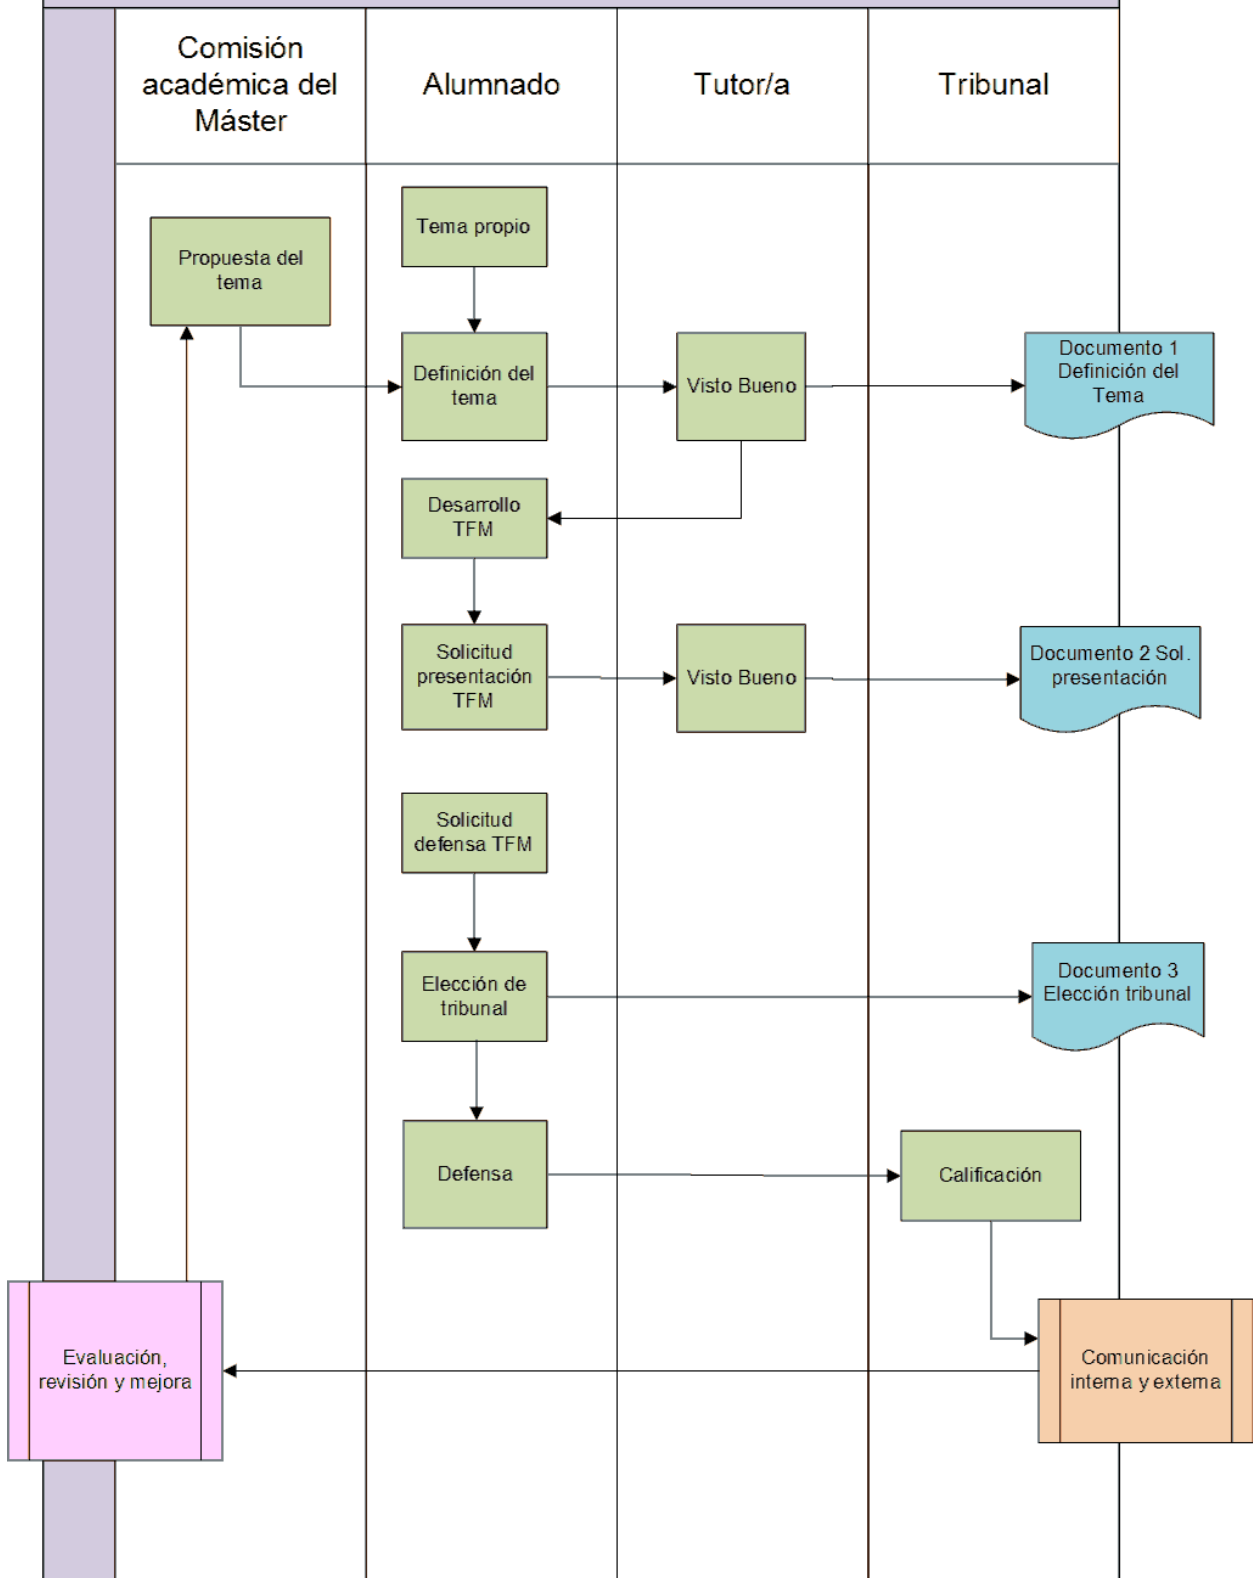 Comisión
académica del
Máster
Alumnado
Tutor/a
Tribunal
Tema propio
Propuesta del
tema
Definición del
tema
Visto Bueno
Documento 1
Definición del
Tema
Desarrollo
TFM
Solicitud
presentación
TFM
Visto Bueno
Documento 2 Sol.
presentación
Solicitud
defensa TFM
Elección de
tribunal
Documento 3
Elección tribunal
Defensa
Calificación
Evaluación,
revisión y mejora
Comunicación
interna y externa